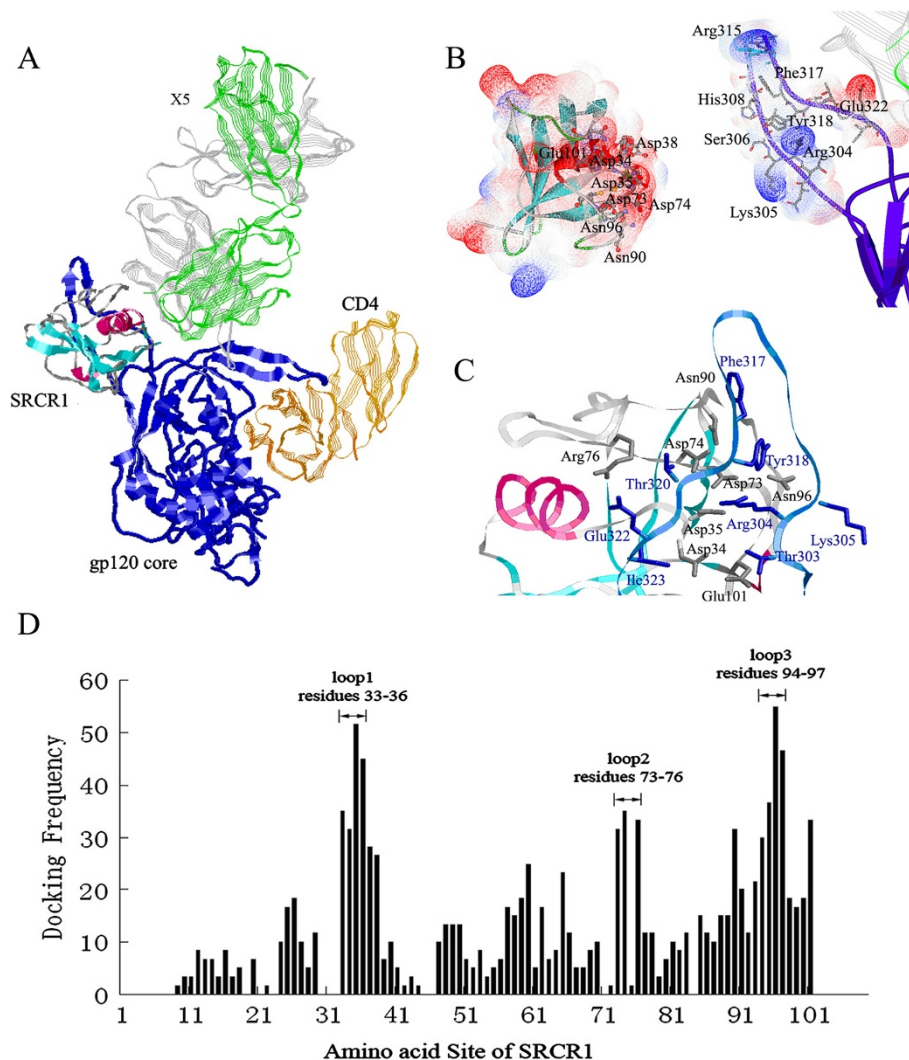 A
X5
CD4
SRCR1
gp120 core
B
Asp38
Glu101
Asp34
Asp35
Asp73
Asp74
Asn96
Asn90
Arg315
Phe317
His308
Glu322
Tyr318
Ser306
Arg304
Lys305
C
Phe317
Asn90
Arg76
Asp74
Tyr318
Thr320
Asp73
Asn96
Glu322
Asp35
Arg304
Lys305
Asp34
Thr303
Ile323
Glu101
D
loop1
residues 33-36
loop2
residues 73-76
loop3
residues 94-97
Docking Frequency
60
50
40
30
20
10
0
1 11 21 31 41 51 61 71 81 91 101
Amino acid Site of SRCR1